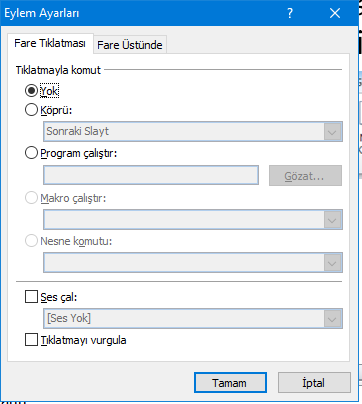 Eylem Ayarları
Fare Tıklatması Fare Üstünde
Tıklatmayla komut
Yok
Köprü:
Sonraki Slayt
Program çalıştır:
Gözat...
Makro çalıştır:
Nesne komutu:
Ses çal:
[Ses Yok]
Tıklatmayı vurgula
Tamam İptal